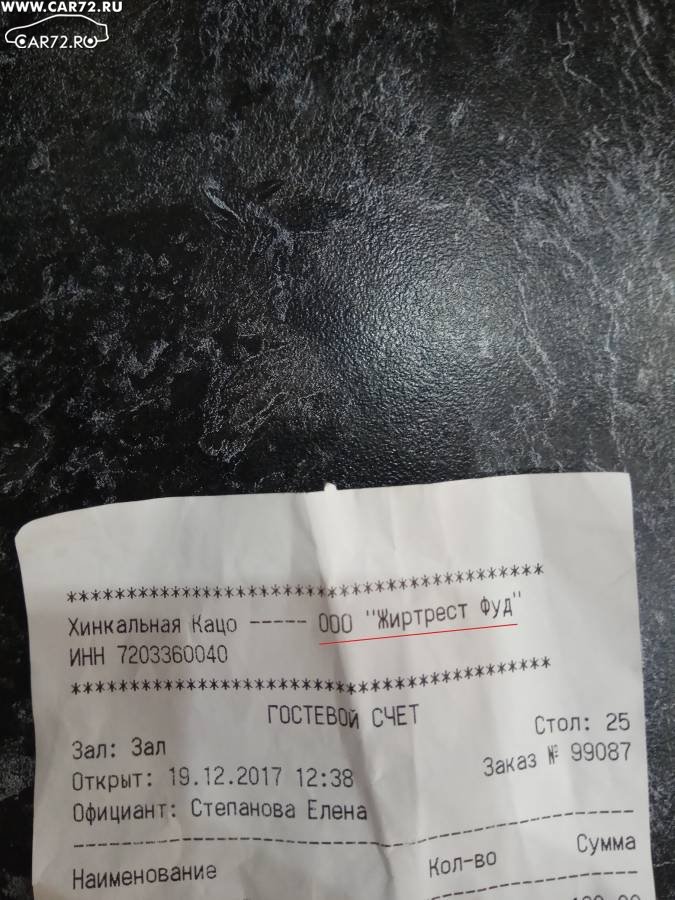 WWW.CAR72.RU
CAR72.RU
****************************************
Хинкальная Кацо ----- ООО "Жиртрест Фуд"
ИНН 7203360040
****************************************
ГОСТЕВОЙ СЧЕТ
Зал: Зал Стол: 25
Открыт: 19.12.2017 12:38 Заказ № 99087
Официант: Степанова Елена
Наименование Кол-во Сумма